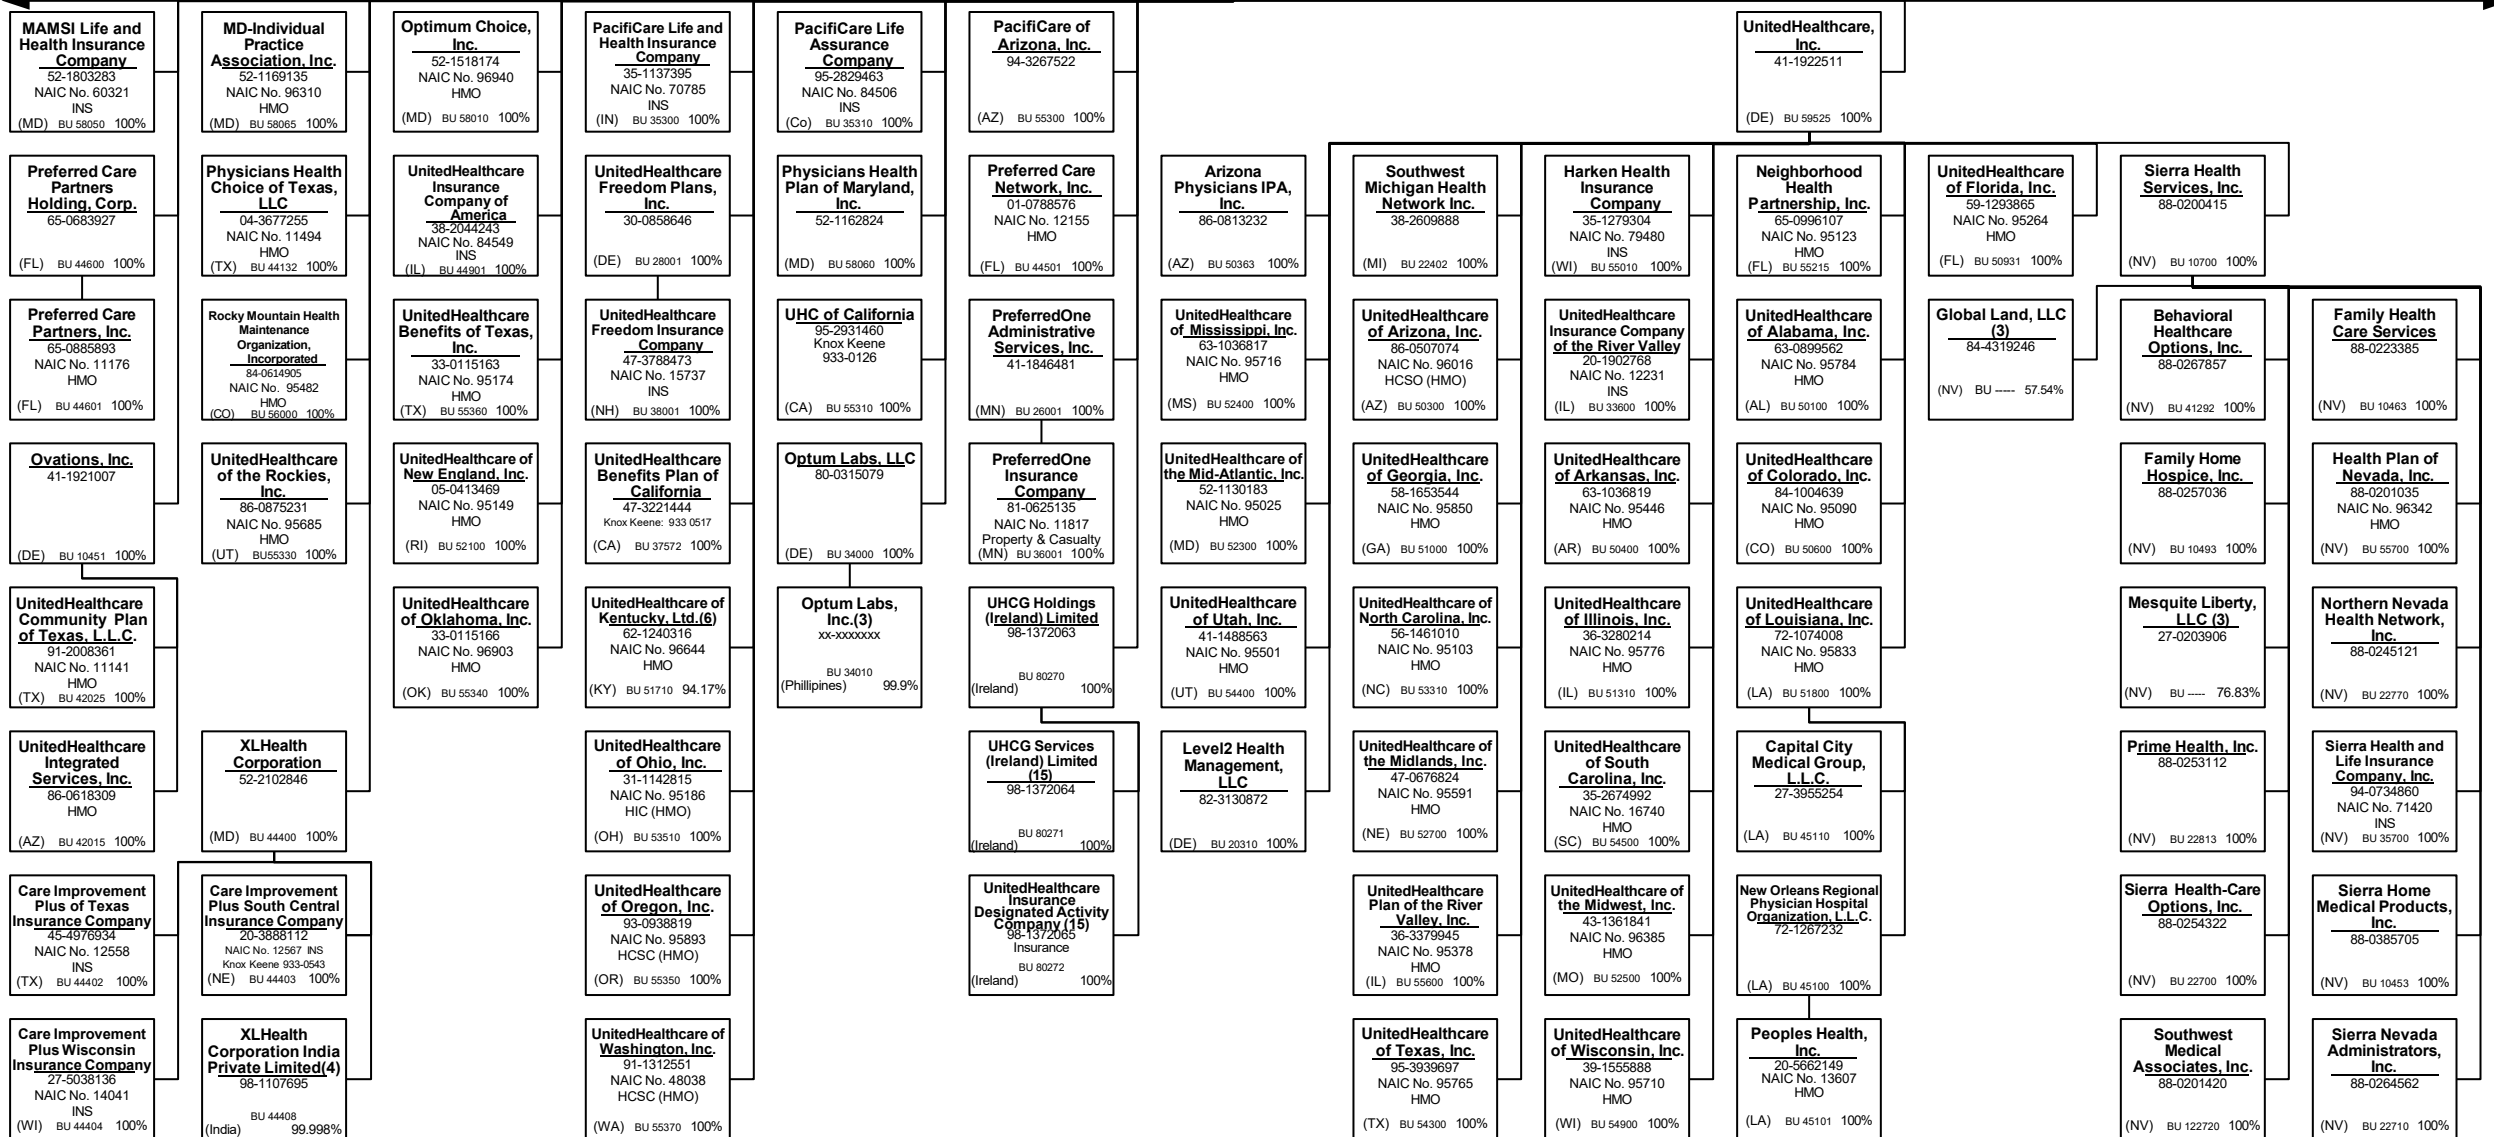 MAMSI Life and
Health Insurance
Company
52-1803283
NAIC No. 60321
INS
(MD) BU 58050 100%
MD-Individual
Practice
Association, Inc.
52-1169135
NAIC No. 96310
HMO
(MD) BU 58065 100%
Optimum Choice,
Inc.
52-1518174
NAIC No. 96940
HMO
(MD) BU 58010 100%
PacifiCare Life and
Health Insurance
Company
35-1137395
NAIC No. 70785
INS
(IN) BU 35300 100%
PacifiCare Life
Assurance
Company
95-2829463
NAIC No. 84506
INS
(Co) BU 35310 100%
PacifiCare of
Arizona, Inc.
94-3267522
(AZ) BU 55300 100%
UnitedHealthcare,
Inc.
41-1922511
(DE) BU 59525 100%
Preferred Care
Partners
Holding, Corp.
65-0683927
(FL) BU 44600 100%
Physicians Health
Choice of Texas,
LLC
04-3677255
NAIC No. 11494
HMO
(TX) BU 44132 100%
UnitedHealthcare
Insurance
Company of
America
38-2044243
NAIC No. 84549
INS
(IL) BU 44901 100%
UnitedHealthcare
Freedom Plans,
Inc.
30-0858646
(DE) BU 28001 100%
Physicians Health
Plan of Maryland,
Inc.
52-1162824
(MD) BU 58060 100%
Preferred Care
Network, Inc.
01-0788576
NAIC No. 12155
HMO
(FL) BU 44501 100%
Arizona
Physicians IPA,
Inc.
86-0813232
(AZ) BU 50363 100%
Southwest
Michigan Health
Network Inc.
38-2609888
(MI) BU 22402 100%
Harken Health
Insurance
Company
35-1279304
NAIC No. 79480
INS
(WI) BU 55010 100%
Neighborhood
Health
Partnership, Inc.
65-0996107
NAIC No. 95123
HMO
(FL) BU 55215 100%
UnitedHealthcare
of Florida, Inc.
59-1293865
NAIC No. 95264
HMO
(FL) BU 50931 100%
Sierra Health
Services, Inc.
88-0200415
(NV) BU 10700 100%
Preferred Care
Partners, Inc.
65-0885893
NAIC No. 11176
HMO
(FL) BU 44601 100%
Rocky Mountain Health
Maintenance
Organization,
Incorporated
84-0614905
NAIC No. 95482
HMO
(CO) BU 56000 100%
UnitedHealthcare
Benefits of Texas,
Inc.
33-0115163
NAIC No. 95174
HMO
(TX) BU 55360 100%
UnitedHealthcare
Freedom Insurance
Company
47-3788473
NAIC No. 15737
INS
(NH) BU 38001 100%
UHC of California
95-2931460
Knox Keene
933-0126
(CA) BU 55310 100%
PreferredOne
Administrative
Services, Inc.
41-1846481
(MN) BU 26001 100%
UnitedHealthcare
of Mississippi, Inc.
63-1036817
NAIC No. 95716
HMO
(MS) BU 52400 100%
UnitedHealthcare
of Arizona, Inc.
86-0507074
NAIC No. 96016
HCSO (HMO)
(AZ) BU 50300 100%
UnitedHealthcare
Insurance Company
of the River Valley
20-1902768
NAIC No. 12231
INS
(IL) BU 33600 100%
UnitedHealthcare
of Alabama, Inc.
63-0899562
NAIC No. 95784
HMO
(AL) BU 50100 100%
Global Land, LLC
(3)
84-4319246
(NV) BU ----- 57.54%
Behavioral
Healthcare
Options, Inc.
88-0267857
(NV) BU 41292 100%
Family Health
Care Services
88-0223385
(NV) BU 10463 100%
Ovations, Inc.
41-1921007
(DE) BU 10451 100%
UnitedHealthcare
of the Rockies,
Inc.
86-0875231
NAIC No. 95685
HMO
(UT) BU55330 100%
UnitedHealthcare of
New England, Inc.
05-0413469
NAIC No. 95149
HMO
(RI) BU 52100 100%
UnitedHealthcare
Benefits Plan of
California
47-3221444
Knox Keene: 933 0517
(CA) BU 37572 100%
Optum Labs, LLC
80-0315079
(DE) BU 34000 100%
PreferredOne
Insurance
Company
81-0625135
NAIC No. 11817
Property & Casualty
(MN) BU 36001 100%
UnitedHealthcare of
the Mid-Atlantic, Inc.
52-1130183
NAIC No. 95025
HMO
(MD) BU 52300 100%
UnitedHealthcare
of Georgia, Inc.
58-1653544
NAIC No. 95850
HMO
(GA) BU 51000 100%
UnitedHealthcare
of Arkansas, Inc.
63-1036819
NAIC No. 95446
HMO
(AR) BU 50400 100%
UnitedHealthcare
of Colorado, Inc.
84-1004639
NAIC No. 95090
HMO
(CO) BU 50600 100%
Family Home
Hospice, Inc.
88-0257036
(NV) BU 10493 100%
Health Plan of
Nevada, Inc.
88-0201035
NAIC No. 96342
HMO
(NV) BU 55700 100%
UnitedHealthcare
Community Plan
of Texas, L.L.C.
91-2008361
NAIC No. 11141
HMO
(TX) BU 42025 100%
UnitedHealthcare
of Oklahoma, Inc.
33-0115166
NAIC No. 96903
HMO
(OK) BU 55340 100%
UnitedHealthcare of
Kentucky, Ltd.(6)
62-1240316
NAIC No. 96644
HMO
(KY) BU 51710 94.17%
Optum Labs,
Inc.(3)
xx-xxxxxxx
BU 34010
(Phillipines) 99.9%
UHCG Holdings
(Ireland) Limited
98-1372063
BU 80270
(Ireland) 100%
UnitedHealthcare
of Utah, Inc.
41-1488563
NAIC No. 95501
HMO
(UT) BU 54400 100%
UnitedHealthcare of
North Carolina, Inc.
56-1461010
NAIC No. 95103
HMO
(NC) BU 53310 100%
UnitedHealthcare
of Illinois, Inc.
36-3280214
NAIC No. 95776
HMO
(IL) BU 51310 100%
UnitedHealthcare
of Louisiana, Inc.
72-1074008
NAIC No. 95833
HMO
(LA) BU 51800 100%
Mesquite Liberty,
LLC (3)
27-0203906
(NV) BU ----- 76.83%
Northern Nevada
Health Network,
Inc.
88-0245121
(NV) BU 22770 100%
UnitedHealthcare
Integrated
Services, Inc.
86-0618309
HMO
(AZ) BU 42015 100%
XLHealth
Corporation
52-2102846
(MD) BU 44400 100%
UnitedHealthcare
of Ohio, Inc.
31-1142815
NAIC No. 95186
HIC (HMO)
(OH) BU 53510 100%
UHCG Services
(Ireland) Limited
(15)
98-1372064
BU 80271
(Ireland) 100%
Level2 Health
Management,
LLC
82-3130872
(DE) BU 20310 100%
UnitedHealthcare of
the Midlands, Inc.
47-0676824
NAIC No. 95591
HMO
(NE) BU 52700 100%
UnitedHealthcare
of South
Carolina, Inc.
35-2674992
NAIC No. 16740
HMO
(SC) BU 54500 100%
Capital City
Medical Group,
L.L.C.
27-3955254
(LA) BU 45110 100%
Prime Health, Inc.
88-0253112
(NV) BU 22813 100%
Sierra Health and
Life Insurance
Company, Inc.
94-0734860
NAIC No. 71420
INS
(NV) BU 35700 100%
Care Improvement
Plus of Texas
Insurance Company
45-4976934
NAIC No. 12558
INS
(TX) BU 44402 100%
Care Improvement
Plus South Central
Insurance Company
20-3888112
NAIC No. 12567 INS
Knox Keene 933-0543
(NE) BU 44403 100%
UnitedHealthcare
of Oregon, Inc.
93-0938819
NAIC No. 95893
HCSC (HMO)
(OR) BU 55350 100%
UnitedHealthcare
Insurance
Designated Activity
Company (15)
98-1372065
Insurance
BU 80272
(Ireland) 100%
UnitedHealthcare
Plan of the River
Valley, Inc.
36-3379945
NAIC No. 95378
HMO
(IL) BU 55600 100%
UnitedHealthcare of
the Midwest, Inc.
43-1361841
NAIC No. 96385
HMO
(MO) BU 52500 100%
New Orleans Regional
Physician Hospital
Organization, L.L.C.
72-1267232
(LA) BU 45100 100%
Sierra Health-Care
Options, Inc.
88-0254322
(NV) BU 22700 100%
Sierra Home
Medical Products,
Inc.
88-0385705
(NV) BU 10453 100%
Care Improvement
Plus Wisconsin
Insurance Company
27-5038136
NAIC No. 14041
INS
(WI) BU 44404 100%
XLHealth
Corporation India
Private Limited(4)
98-1107695
BU 44408
(India) 99.998%
UnitedHealthcare of
Washington, Inc.
91-1312551
NAIC No. 48038
HCSC (HMO)
(WA) BU 55370 100%
UnitedHealthcare
of Texas, Inc.
95-3939697
NAIC No. 95765
HMO
(TX) BU 54300 100%
UnitedHealthcare
of Wisconsin, Inc.
39-1555888
NAIC No. 95710
HMO
(WI) BU 54900 100%
Peoples Health,
Inc.
20-5662149
NAIC No. 13607
HMO
(LA) BU 45101 100%
Southwest
Medical
Associates, Inc.
88-0201420
(NV) BU 122720 100%
Sierra Nevada
Administrators,
Inc.
88-0264562
(NV) BU 22710 100%